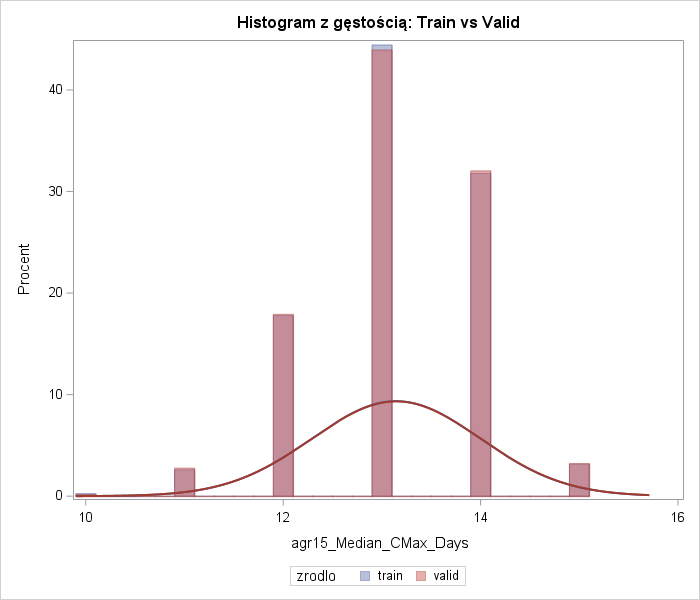 Histogram z gęstością: Train vs Valid
40
30
20
10
0
Procent
10 12 14 16
agr15_Median_CMax_Days
zrodlo train valid